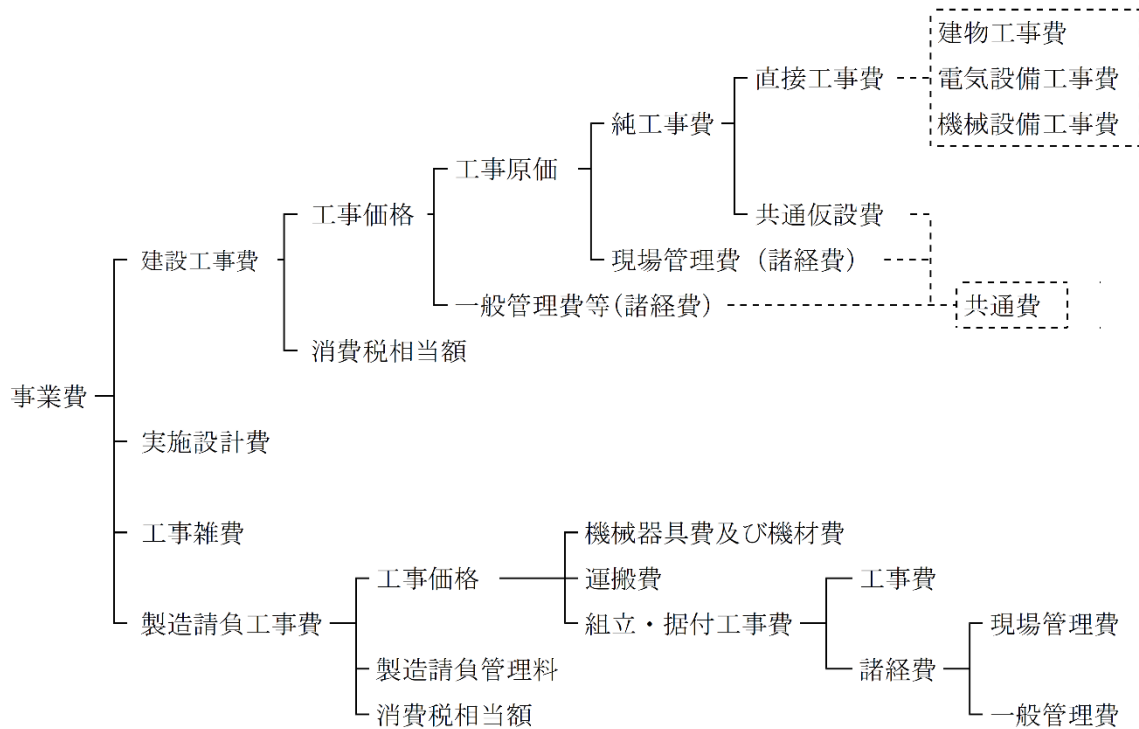 建物工事費
直接工事費
電気設備工事費
純工事費
機械設備工事費
工事原価
工事価格
共通仮設費
建設工事費
現場管理費（諸経費）
一般管理費等(諸経費)
共通費
消費税相当額
事業費
実施設計費
工事雑費
機械器具費及び機材費
工事価格
運搬費
工事費
製造請負工事費
組立・据付工事費
現場管理費
製造請負管理料
諸経費
消費税相当額
一般管理費